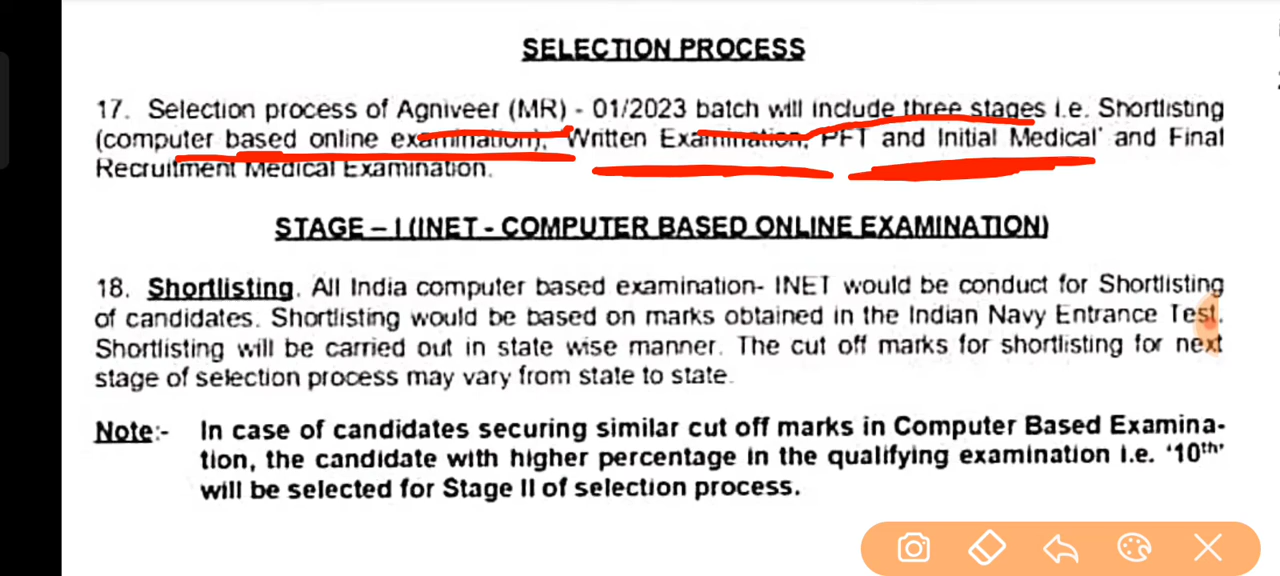 SELECTION PROCESS
17. Selection process of Agniveer (MR) - 01/2023 batch will include three stages i.e. Shortlisting
(computer based online examination), Written Examination, PFT and Initial Medical' and Final
Recruitment Medical Examination.
STAGE – I (INET - COMPUTER BASED ONLINE EXAMINATION)
18. Shortlisting. All India computer based examination- INET would be conduct for Shortlisting
of candidates. Shortlisting would be based on marks obtained in the Indian Navy Entrance Test.
Shortlisting will be carried out in state wise manner. The cut off marks for shortlisting for next
stage of selection process may vary from state to state.
Note:- In case of candidates securing similar cut off marks in Computer Based Examina-
tion, the candidate with higher percentage in the qualifying examination i.e. '10th'
will be selected for Stage II of selection process.